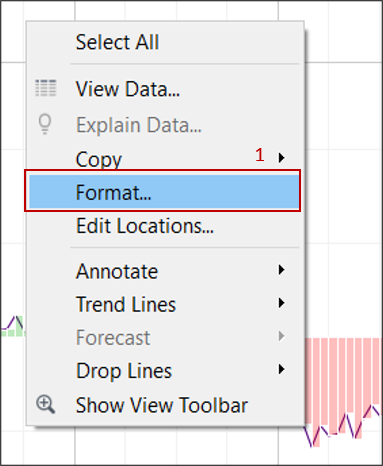 Select All
View Data...
Explain Data...
Copy 1
Format...
Edit Locations...
Annotate
Trend Lines
Forecast
Drop Lines
Show View Toolbar